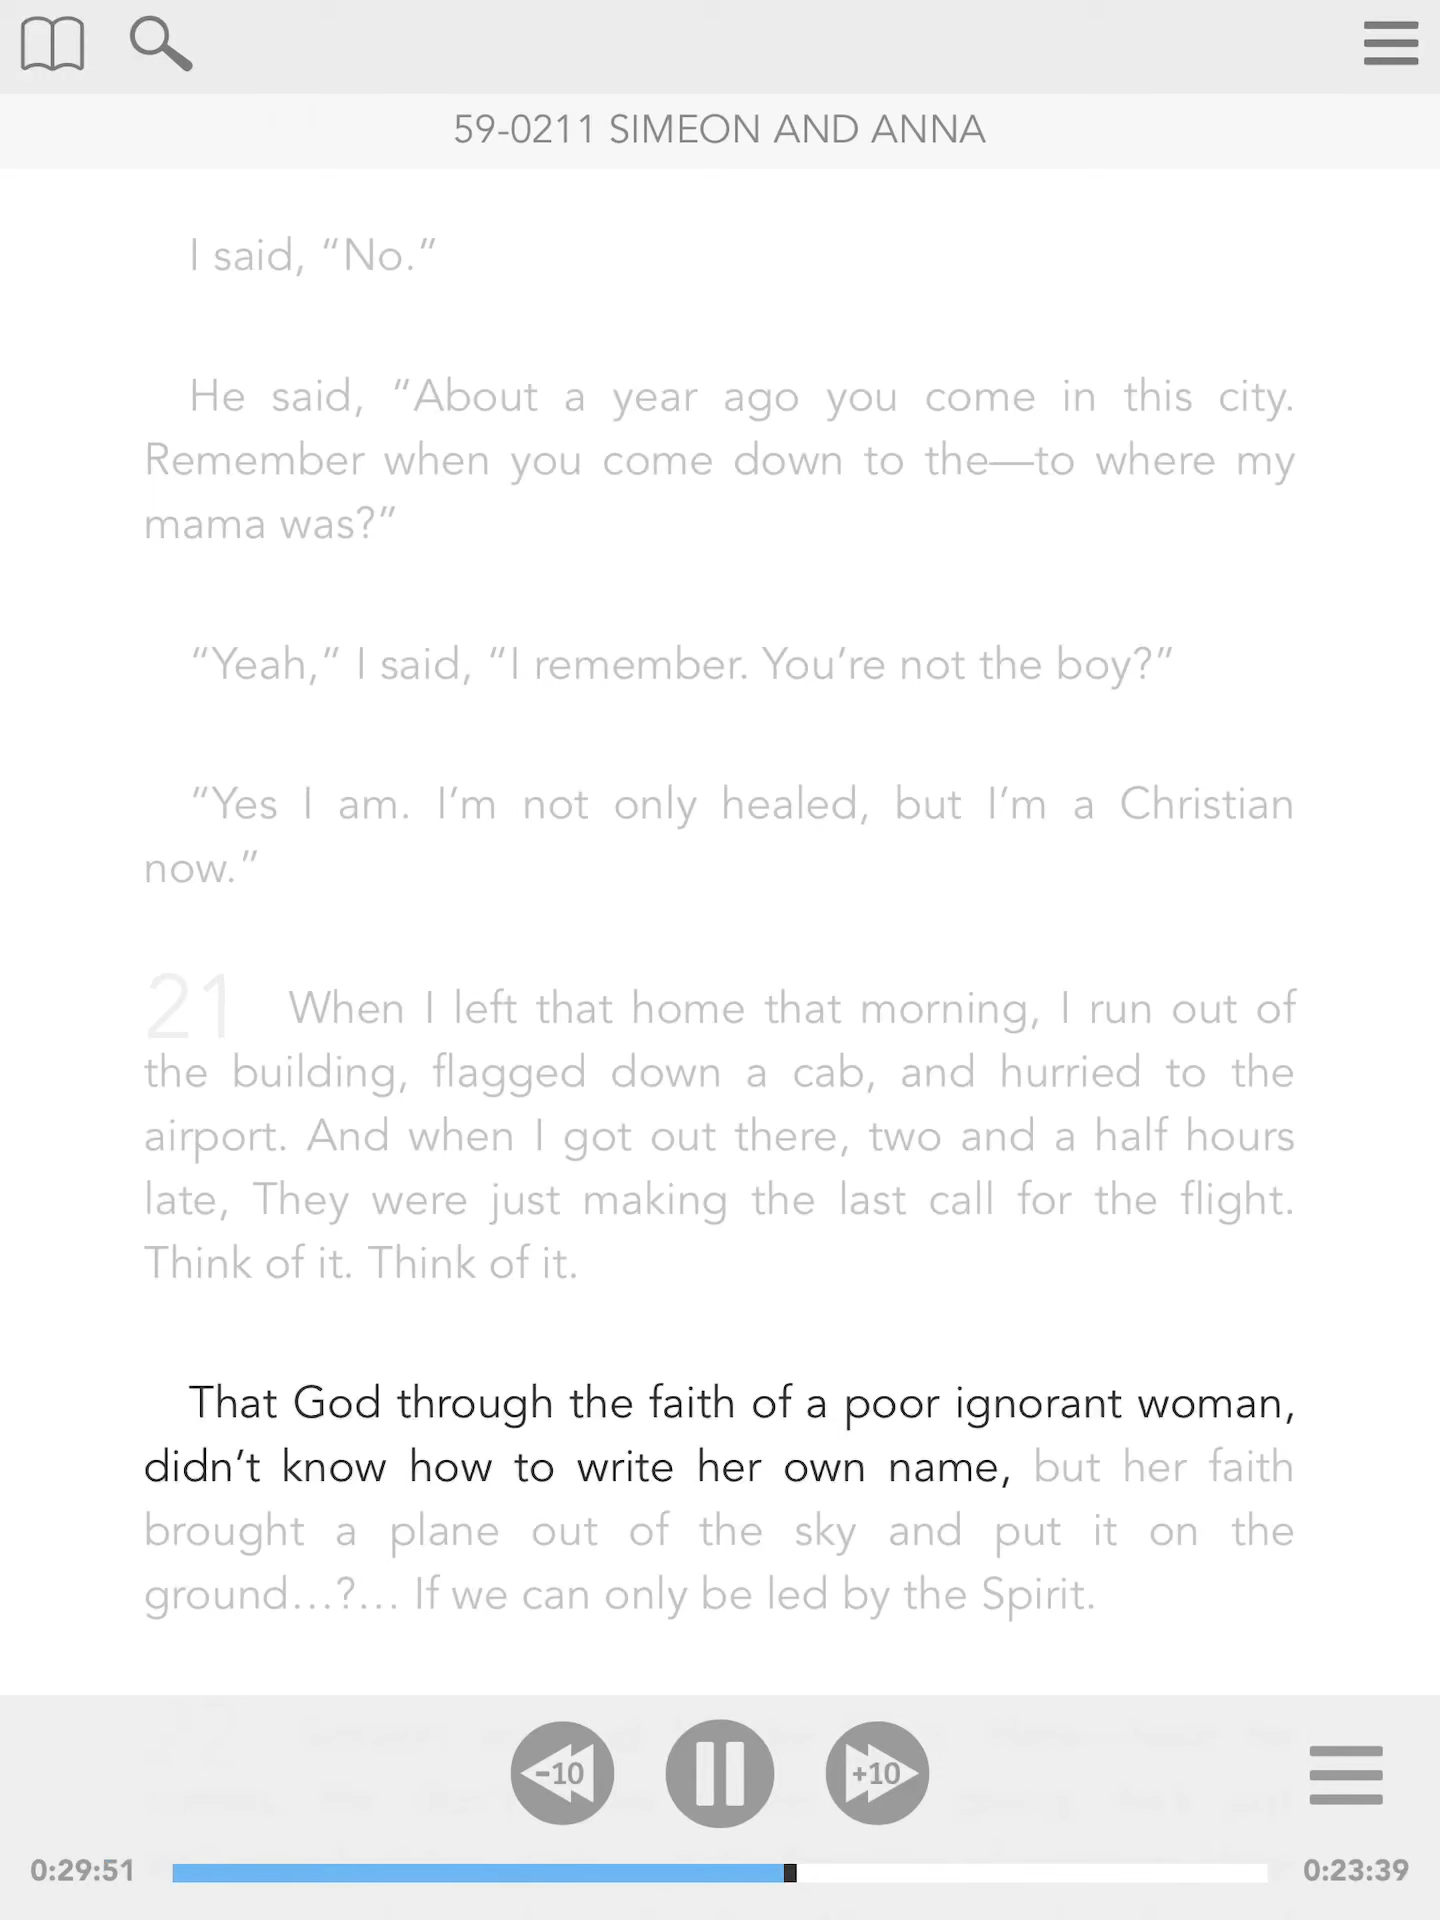 59-0211 SIMEON AND ANNA
I said, “No.”
He said, “About a year ago you come in this city.
Remember when you come down to the—to where my
mama was?”
“Yeah,” I said, “I remember. You’re not the boy?”
“Yes I am. I’m not only healed, but I’m a Christian
now.”
21 When I left that home that morning, I run out of
the building, flagged down a cab, and hurried to the
airport. And when I got out there, two and a half hours
late, They were just making the last call for the flight.
Think of it. Think of it.
That God through the faith of a poor ignorant woman,
didn’t know how to write her own name, but her faith
brought a plane out of the sky and put it on the
ground…?… If we can only be led by the Spirit.
-10 +10
0:29:51 0:23:39